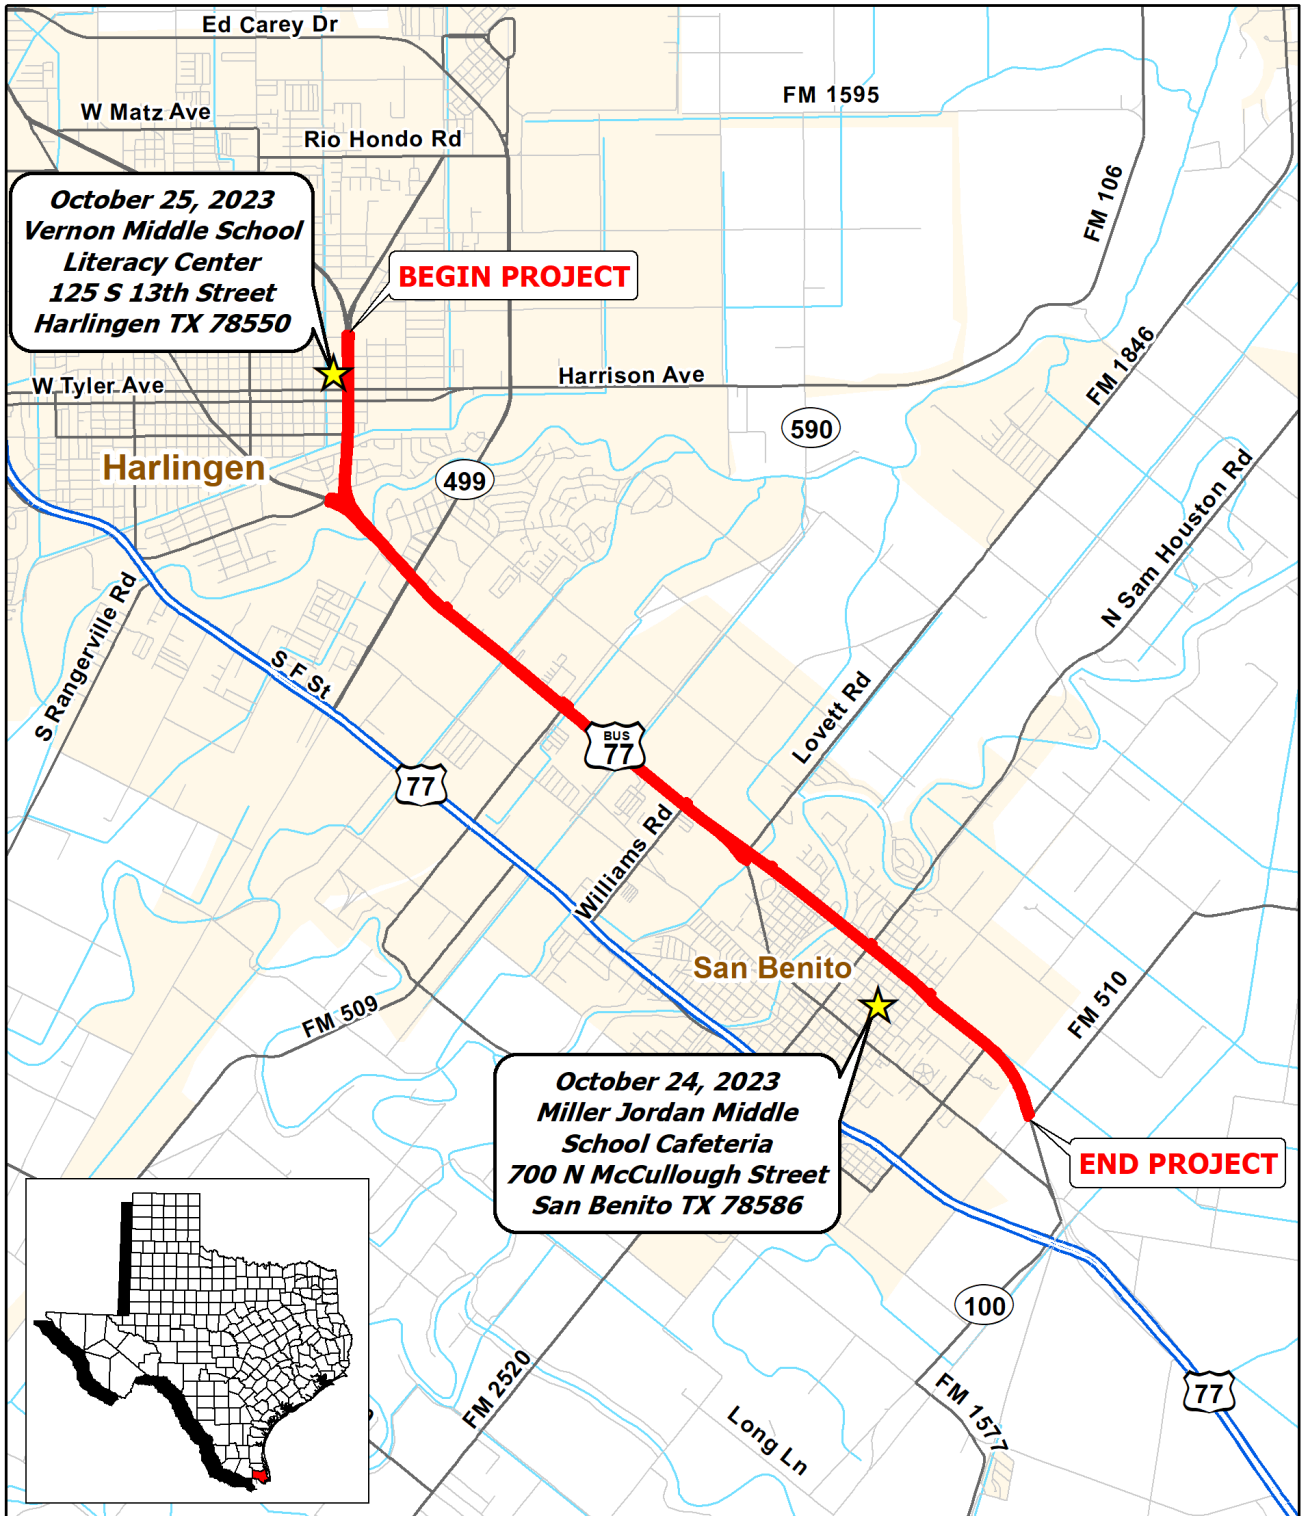 Ed Carey Dr
FM 1595
W Matz Ave
Rio Hondo Rd
FM 106
October 25, 2023
Vernon Middle School
Literacy Center
125 S 13th Street
Harlingen TX 78550
BEGIN PROJECT
FM 1846
W Tyler Ave
Harrison Ave
590
Harlingen
499
N Sam Houston Rd
S Rangerville Rd
S F St
Lovett Rd
BUS
77
77
Williams Rd
San Benito
FM 509
FM 510
October 24, 2023
Miller Jordan Middle
School Cafeteria
700 N McCullough Street
San Benito TX 78586
END PROJECT
100
FM 2520
FM 1577
77
Long Ln